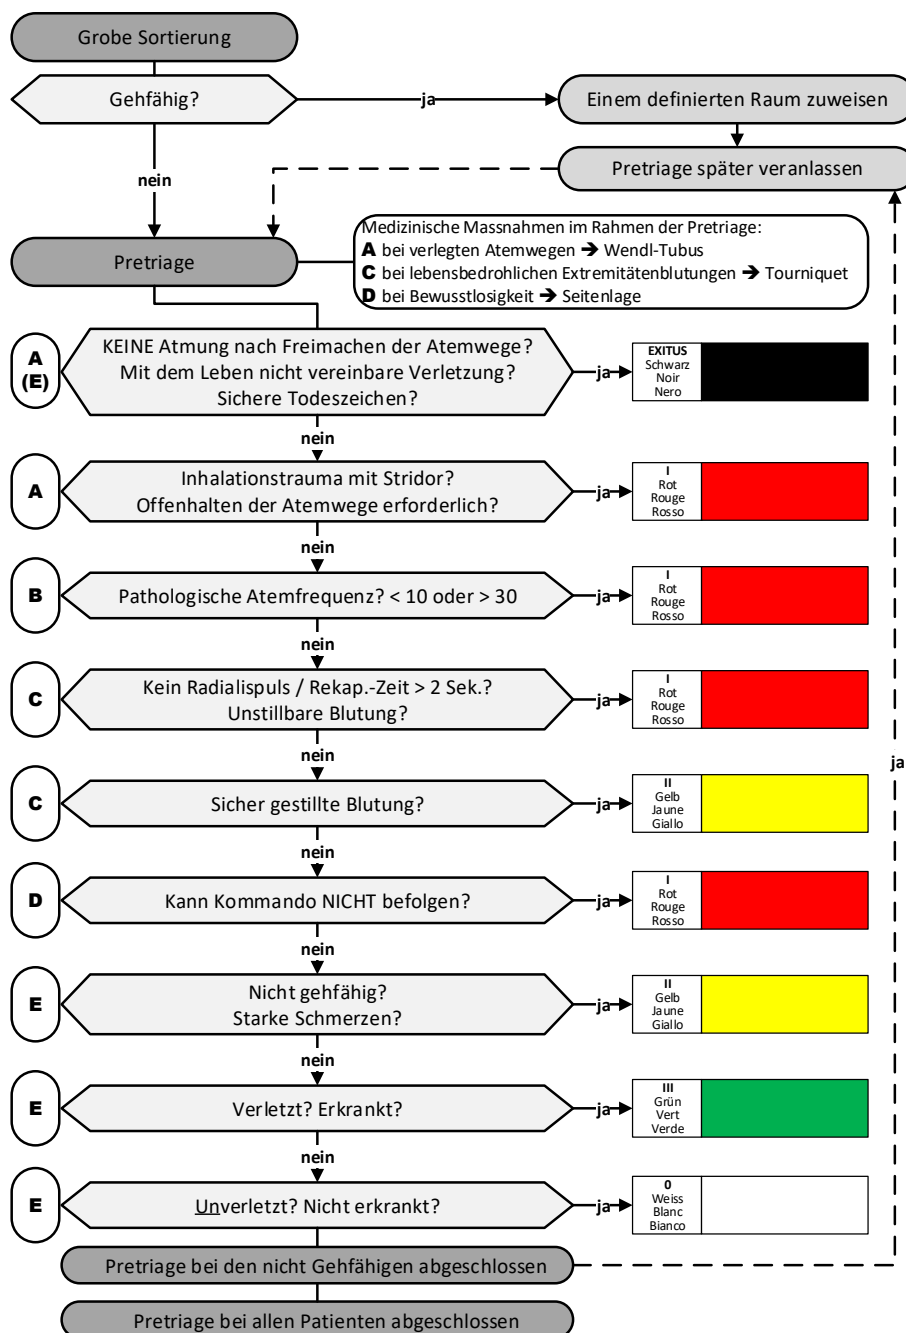 Grobe Sortierung
Gehfähig?
ja
Einem definierten Raum zuweisen
Pretriage später veranlassen
nein
Pretriage
Medizinische Massnahmen im Rahmen der Pretriage:
A bei verlegten Atemwegen → Wendl-Tubus
C bei lebensbedrohlichen Extremitätenblutungen → Tourniquet
D bei Bewusstlosigkeit → Seitenlage
A
(E)
KEINE Atmung nach Freimachen der Atemwege?
Mit dem Leben nicht vereinbare Verletzung?
Sichere Todeszeichen?
ja
EXITUS
Schwarz
Noir
Nero
nein
A
Inhalationstrauma mit Stridor?
Offenhalten der Atemwege erforderlich?
ja
I
Rot
Rouge
Rosso
nein
B
Pathologische Atemfrequenz? < 10 oder > 30
ja
I
Rot
Rouge
Rosso
nein
C
Kein Radialispuls / Rekap.-Zeit > 2 Sek.?
Unstillbare Blutung?
ja
I
Rot
Rouge
Rosso
nein
C
Sicher gestillte Blutung?
ja
II
Gelb
Jaune
Giallo
ja
nein
D
Kann Kommando NICHT befolgen?
ja
I
Rot
Rouge
Rosso
nein
E
Nicht gehfähig?
Starke Schmerzen?
ja
II
Gelb
Jaune
Giallo
nein
E
Verletzt? Erkrankt?
ja
III
Grün
Vert
Verde
nein
E
Unverletzt? Nicht erkrankt?
ja
0
Weiss
Blanc
Bianco
Pretriage bei den nicht Gehfähigen abgeschlossen
Pretriage bei allen Patienten abgeschlossen